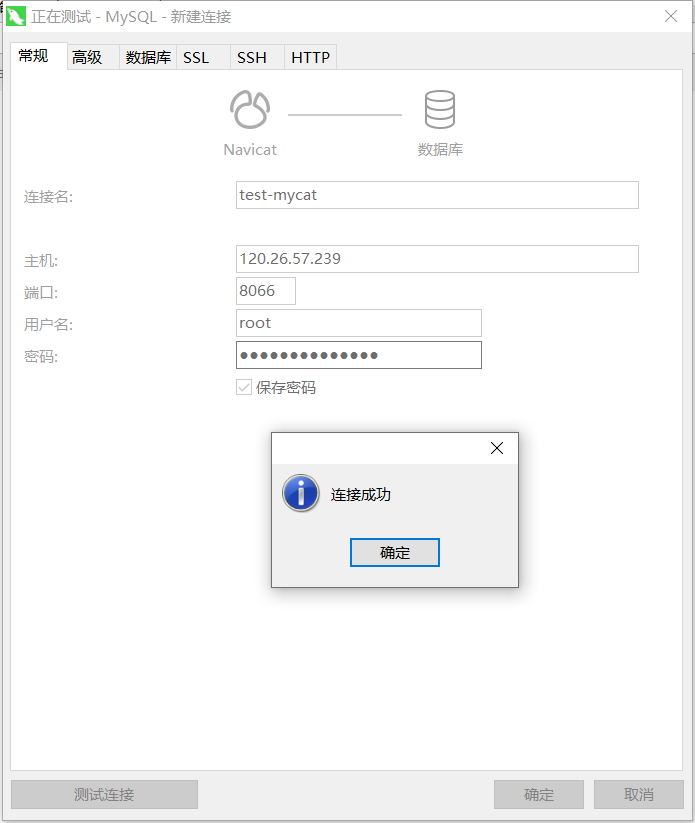 正在测试 - MySQL - 新建连接
常规 高级 数据库 SSL SSH HTTP
Navicat 数据库
连接名: test-mycat
主机: 120.26.57.239
端口: 8066
用户名: root
密码: ●●●●●●●●●●●●●●
保存密码
连接成功
确定
测试连接 确定 取消